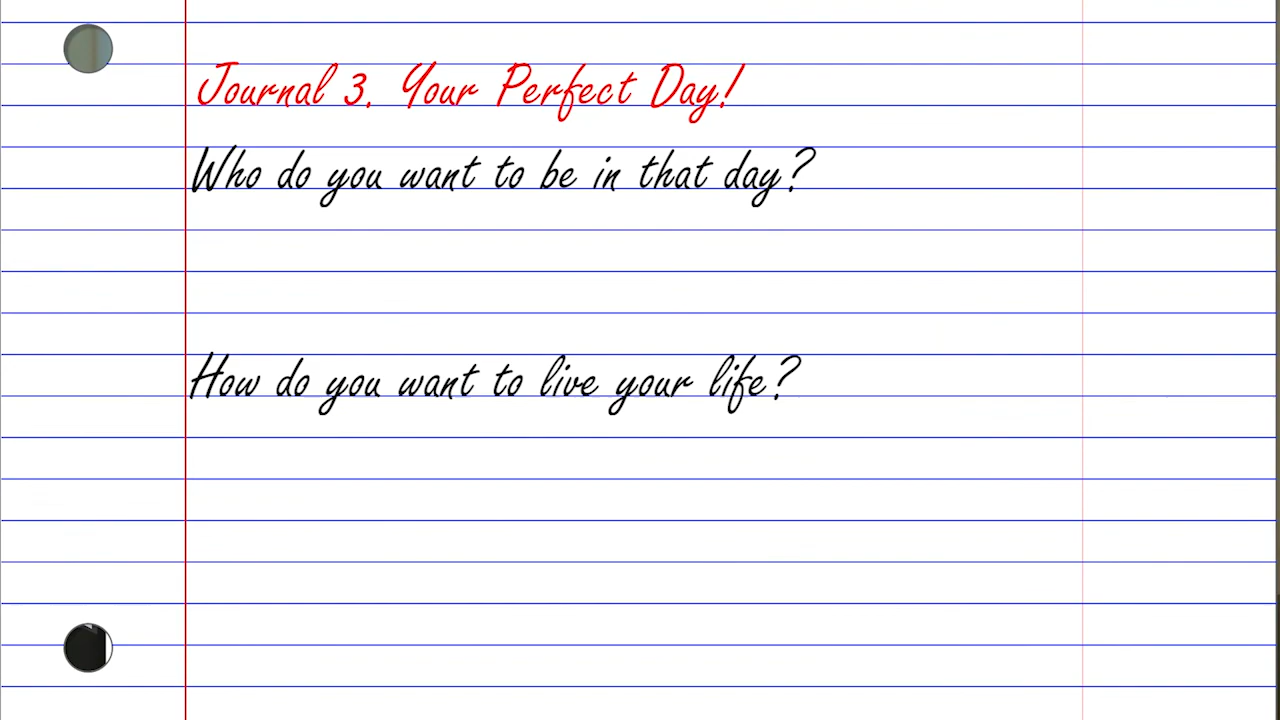 Journal 3. Your Perfect Day!
Who do you want to be in that day?
How do you want to live your life?